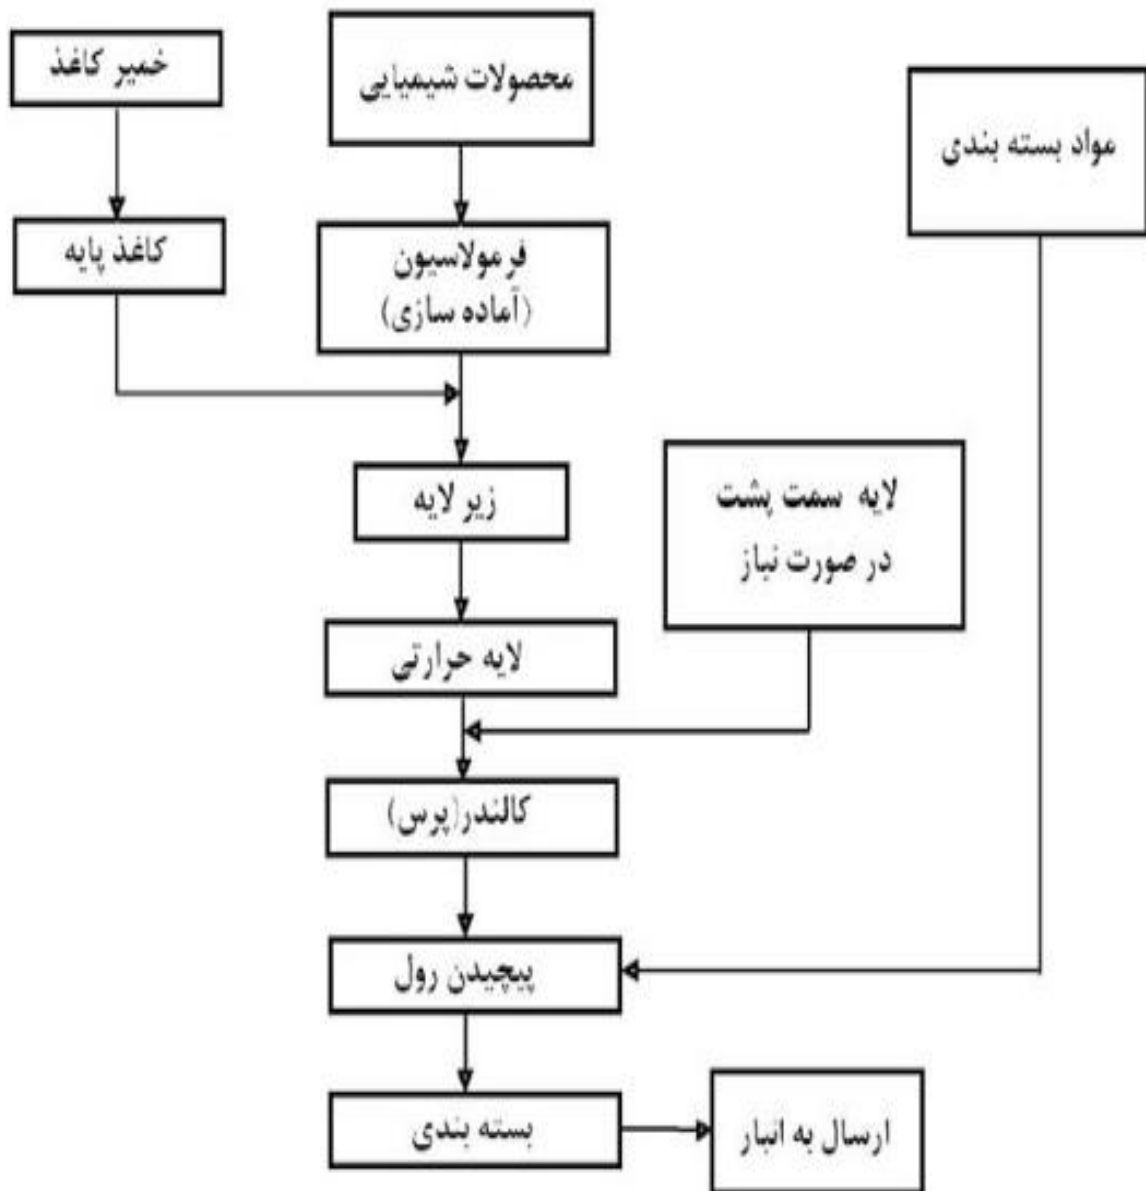 خمیر کاغذ
محصولات شیمیایی
مواد بسته بندی
کاغذ پایه
فرمولاسیون
(آماده سازی)
زیر لایه
لایه سمت پشت
در صورت نیاز
لایه حرارتی
کالندر(پرس)
پیچیدن رول
بسته بندی
ارسال به انبار